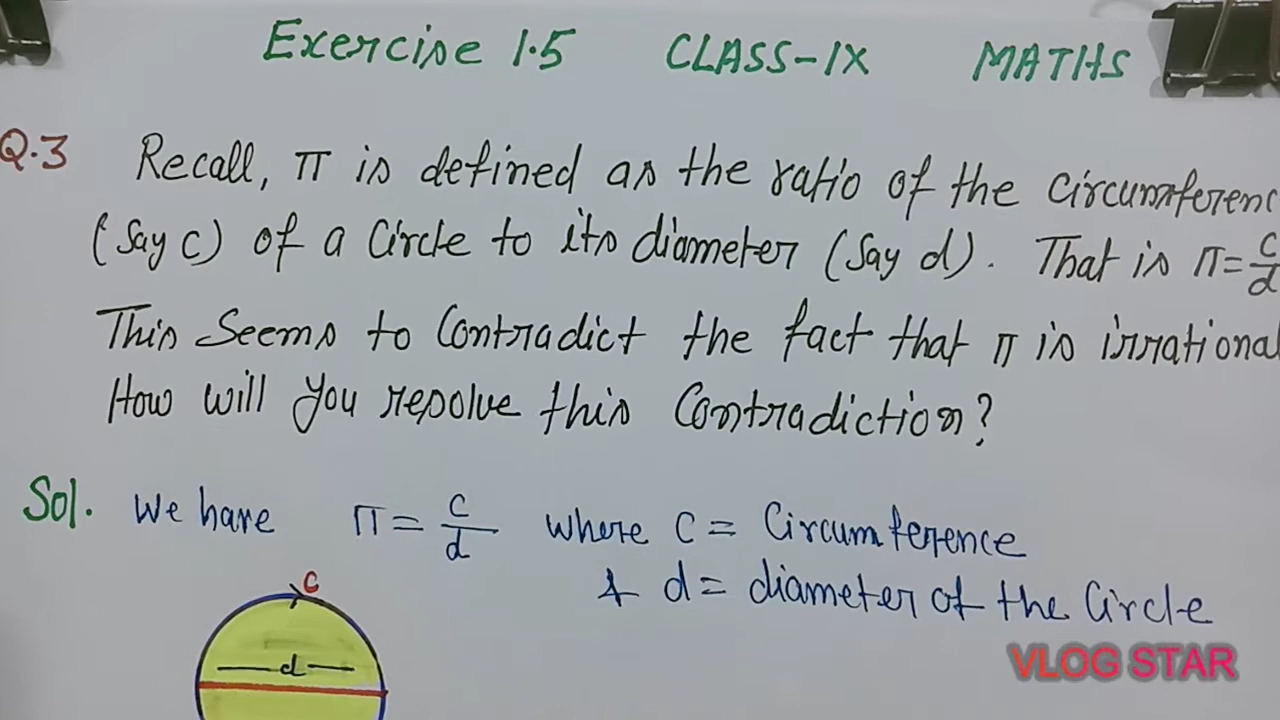 Exercise 1.5 CLASS-IX MATHS
Q.3 Recall, π is defined as the ratio of the circumferenc
(say c) of a circle to its diameter (say d). That is π = c/d
This seems to contradict the fact that π is irrational
How will you resolve this contradiction?
Sol. We have π = c/d where c = circumference
& d = diameter of the circle
c
d
VLOG STAR